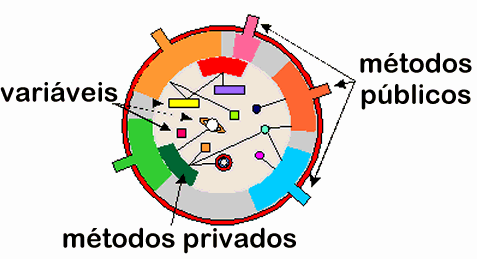 métodos
públicos
variáveis
métodos privados